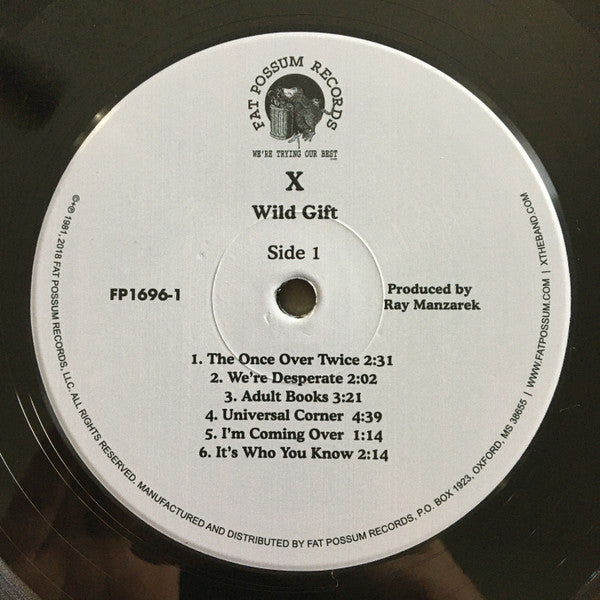 FAT POSSUM RECORDS
WE'RE TRYING OUR BEST
X
Wild Gift
Side 1
FP1696-1
Produced by
Ray Manzarek
1. The Once Over Twice 2:31
2. We're Desperate 2:02
3. Adult Books 3:21
4. Universal Corner 4:39
5. I'm Coming Over 1:14
6. It's Who You Know 2:14
©+℗ 1981, 2018 FAT POSSUM RECORDS, LLC. ALL RIGHTS RESERVED. MANUFACTURED AND DISTRIBUTED BY FAT POSSUM RECORDS, P.O. BOX 1923, OXFORD, MS 38655 | WWW.FATPOSSUM.COM | XTHEBAND.COM